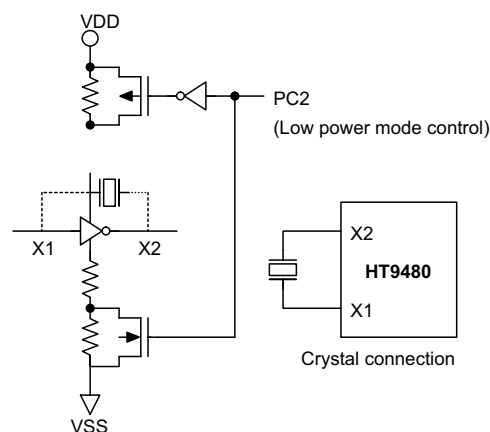 VDD
PC2
(Low power mode control)
X1
X2
VSS
X2
HT9480
X1
Crystal connection